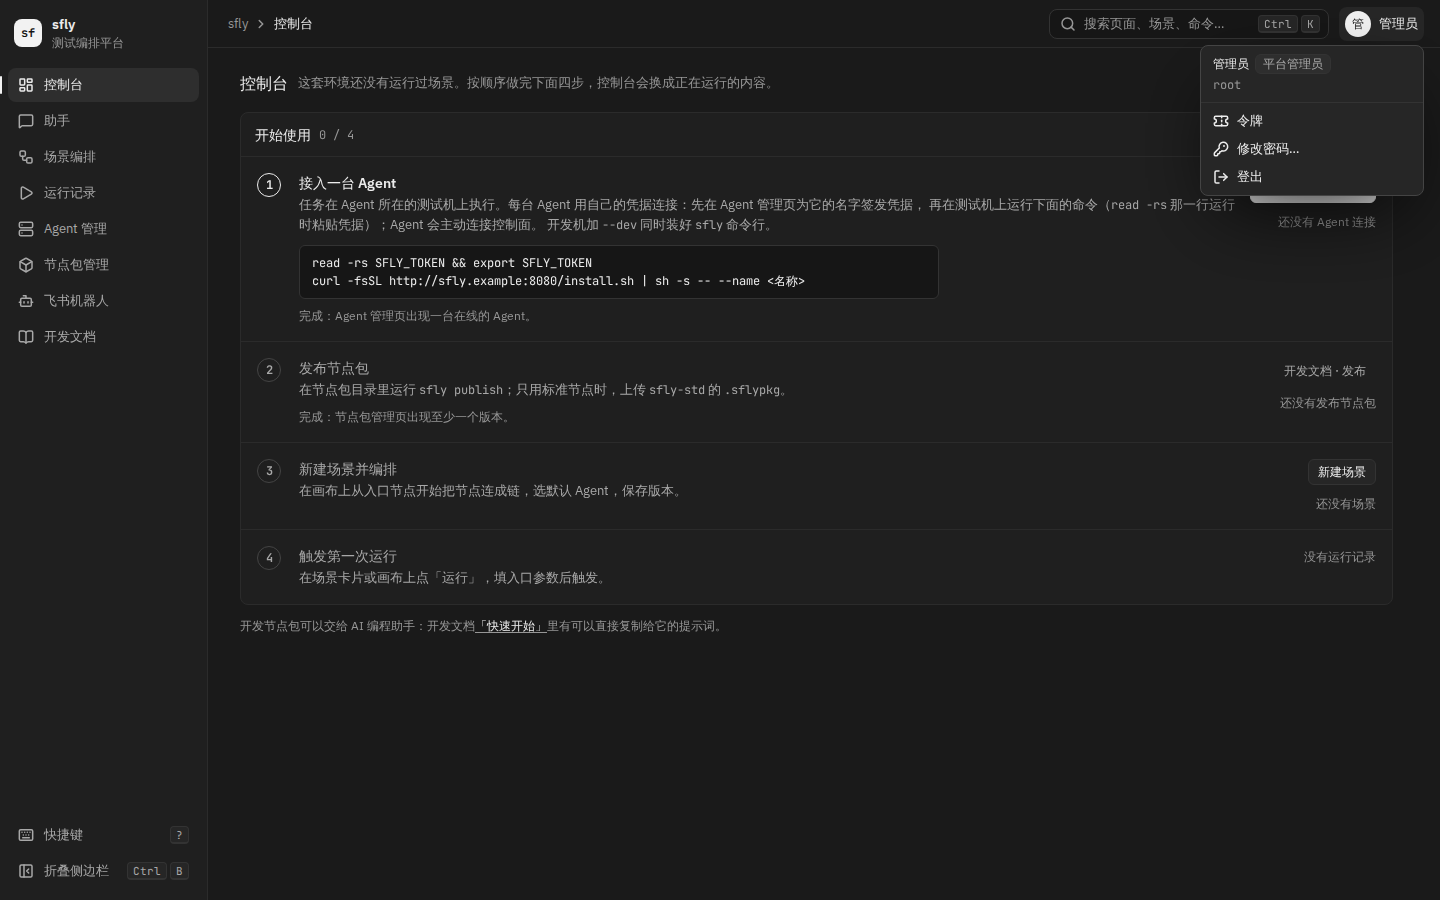 sf
sfly
测试编排平台
控制台
助手
场景编排
运行记录
Agent 管理
节点包管理
飞书机器人
开发文档
快捷键 ?
折叠侧边栏 Ctrl B
sfly > 控制台
搜索页面、场景、命令... Ctrl K
管 管理员
管理员 平台管理员
root
令牌
修改密码...
登出
控制台 这套环境还没有运行过场景。按顺序做完下面四步，控制台会换成正在运行的内容。
开始使用 0 / 4
1 接入一台 Agent
任务在 Agent 所在的测试机上执行。每台 Agent 用自己的凭据连接：先在 Agent 管理页为它的名字签发凭据， 再在测试机上运行下面的命令（read -rs 那一行运行
时粘贴凭据）；Agent 会主动连接控制面。 开发机加 --dev 同时装好 sfly 命令行。
还没有 Agent 连接
read -rs SFLY_TOKEN && export SFLY_TOKEN
curl -fsSL http://sfly.example:8080/install.sh | sh -s -- --name <名称>
完成：Agent 管理页出现一台在线的 Agent。
2 发布节点包
在节点包目录里运行 sfly publish；只用标准节点时，上传 sfly-std 的 .sflypkg。
完成：节点包管理页出现至少一个版本。
开发文档 · 发布
还没有发布节点包
3 新建场景并编排
在画布上从入口节点开始把节点连成链，选默认 Agent，保存版本。
新建场景
还没有场景
4 触发第一次运行
在场景卡片或画布上点「运行」，填入口参数后触发。
没有运行记录
开发节点包可以交给 AI 编程助手：开发文档「快速开始」里有可以直接复制给它的提示词。